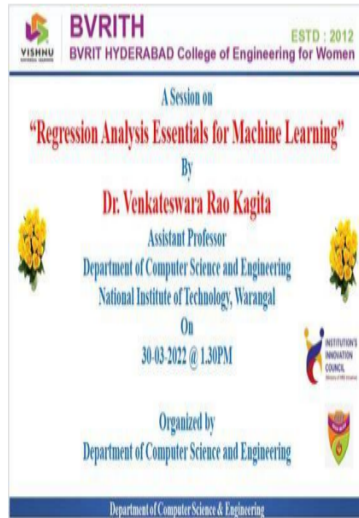 BVRITH
ESTD : 2012
VISHNU
BVRIT HYDERABAD College of Engineering for Women
A Session on
“Regression Analysis Essentials for Machine Learning”
By
Dr. Venkateswara Rao Kagita
Assistant Professor
Department of Computer Science and Engineering
National Institute of Technology, Warangal
On
30-03-2022 @ 1.30PM
INSTITUTION'S
INNOVATION
COUNCIL
Organized by
Department of Computer Science and Engineering
Department of Computer Science & Engineering